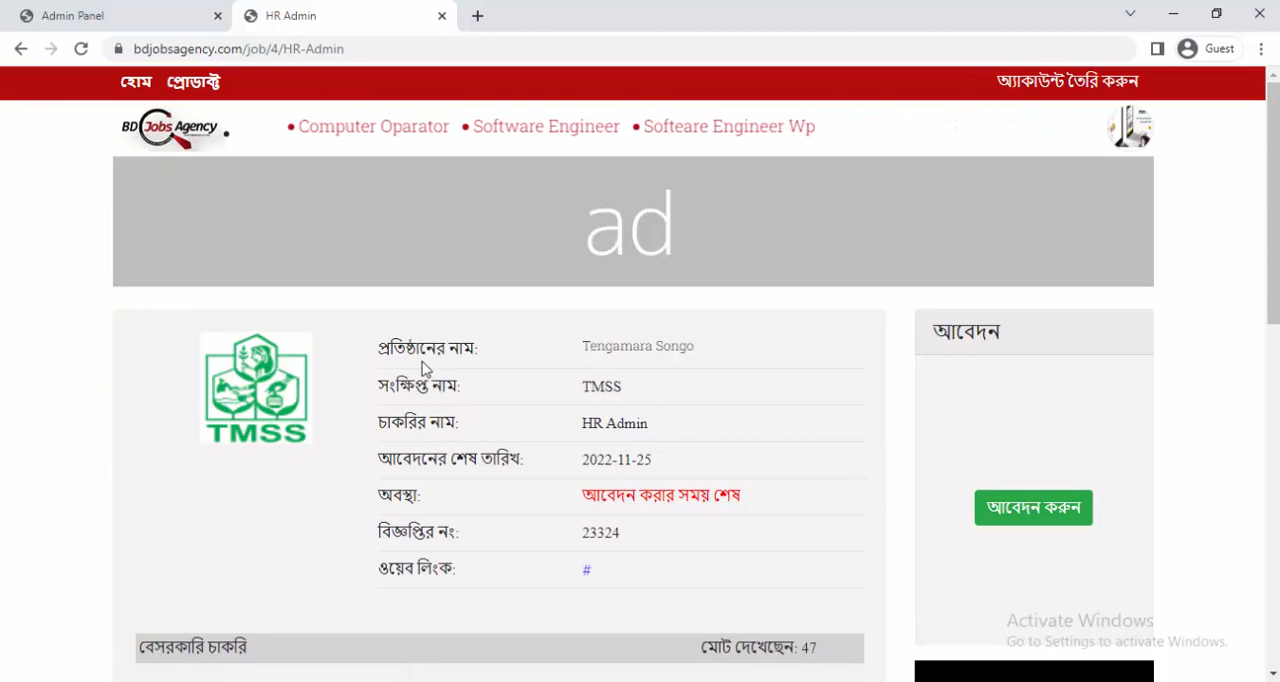 Admin Panel
HR Admin
bdjobsagency.com/job/4/HR-Admin
Guest
হোম প্রোডাক্ট
অ্যাকাউন্ট তৈরি করুন
BD Jobs Agency
• Computer Oparator • Software Engineer • Softeare Engineer Wp
ad
TMSS
প্রতিষ্ঠানের নাম: Tengamara Songo
সংক্ষিপ্ত নাম: TMSS
চাকরির নাম: HR Admin
আবেদনের শেষ তারিখ: 2022-11-25
অবস্থা: আবেদন করার সময় শেষ
বিজ্ঞপ্তির নং: 23324
ওয়েব লিংক: #
বেসরকারি চাকরি মোট দেখেছেন: 47
আবেদন
আবেদন করুন
Activate Windows
Go to Settings to activate Windows.